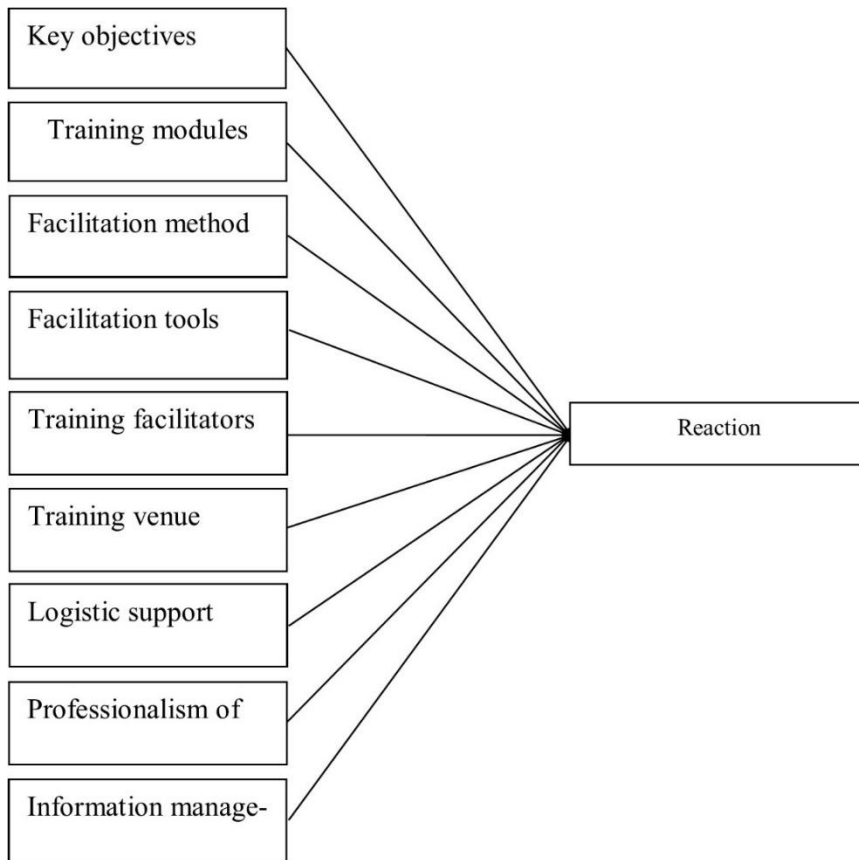 Key objectives
Training modules
Facilitation method
Facilitation tools
Training facilitators
Reaction
Training venue
Logistic support
Professionalism of
Information manage-